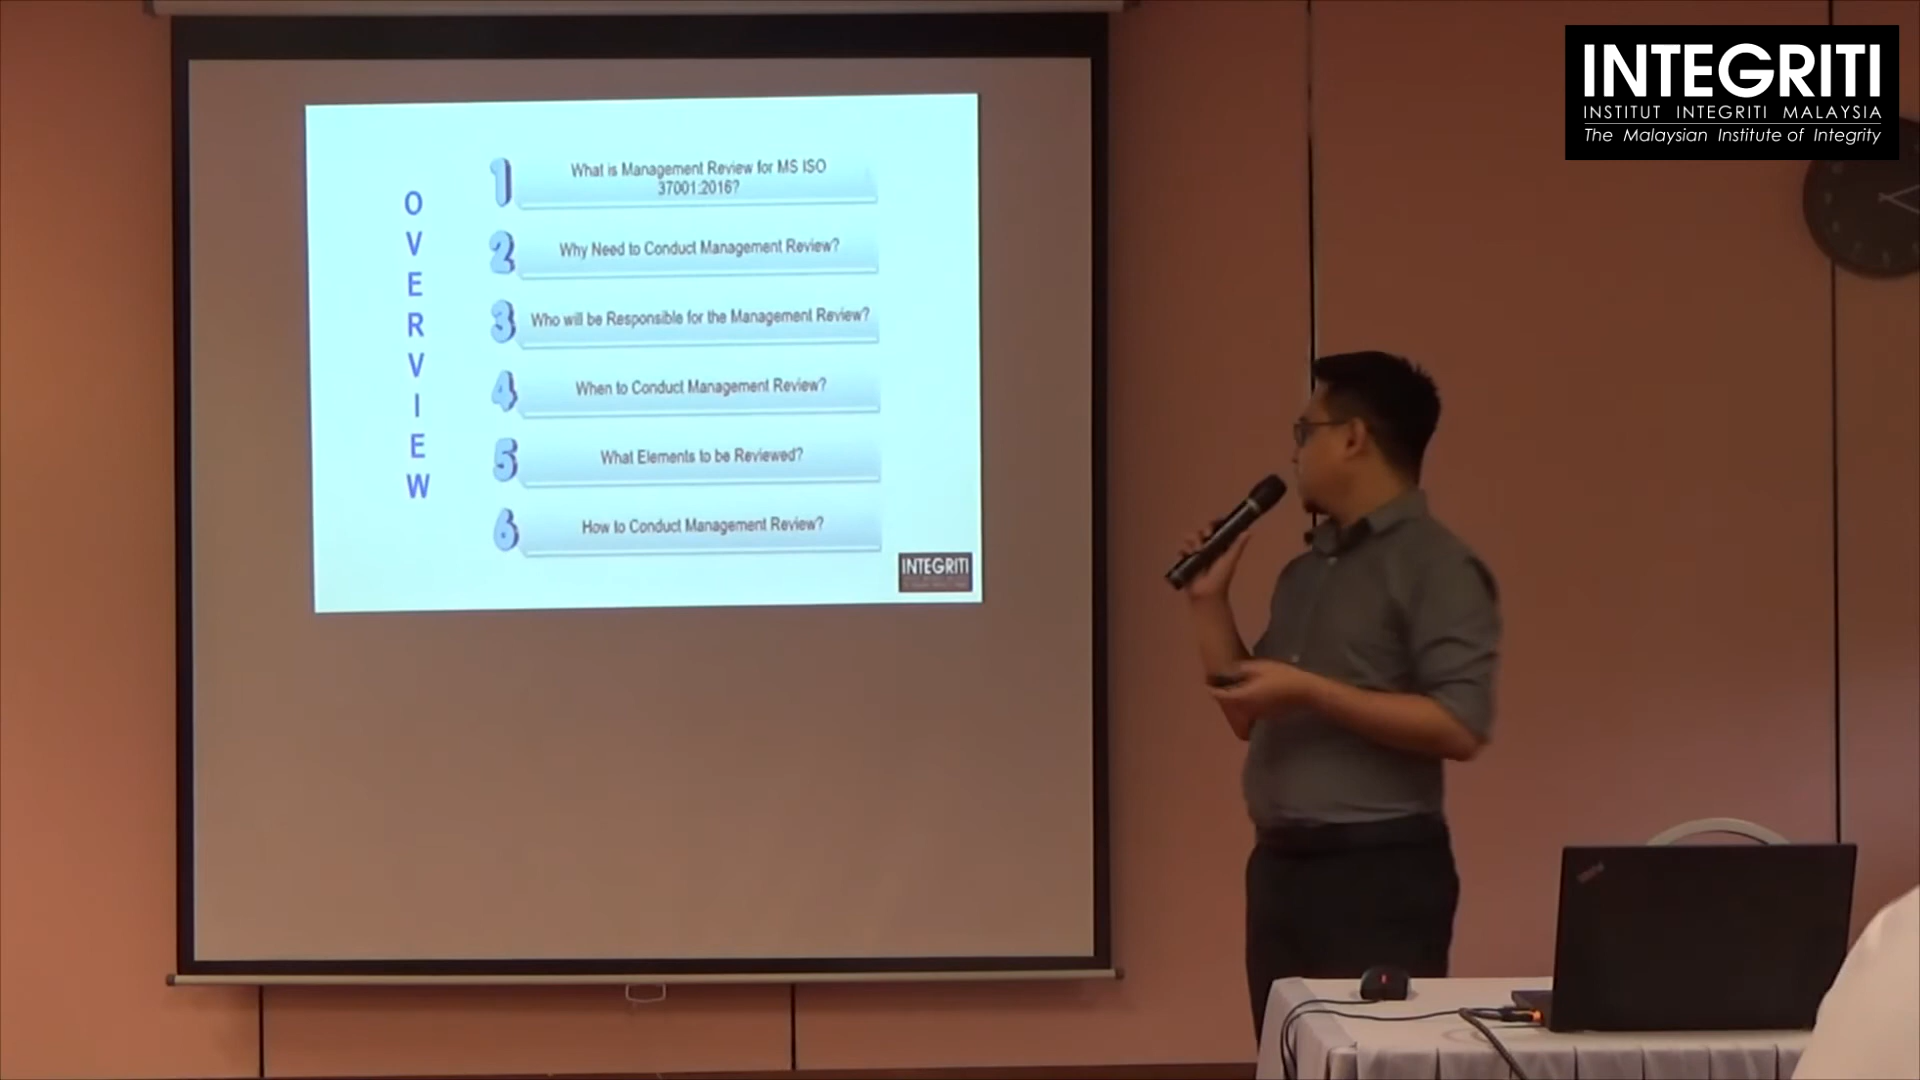 INTEGRITI
INSTITUT INTEGRITI MALAYSIA
The Malaysian Institute of Integrity
OVERVIEW
1 What is Management Review for MS ISO
37001:2016?
2 Why Need to Conduct Management Review?
3 Who will be Responsible for the Management Review?
4 When to Conduct Management Review?
5 What Elements to be Reviewed?
6 How to Conduct Management Review?
INTEGRITI